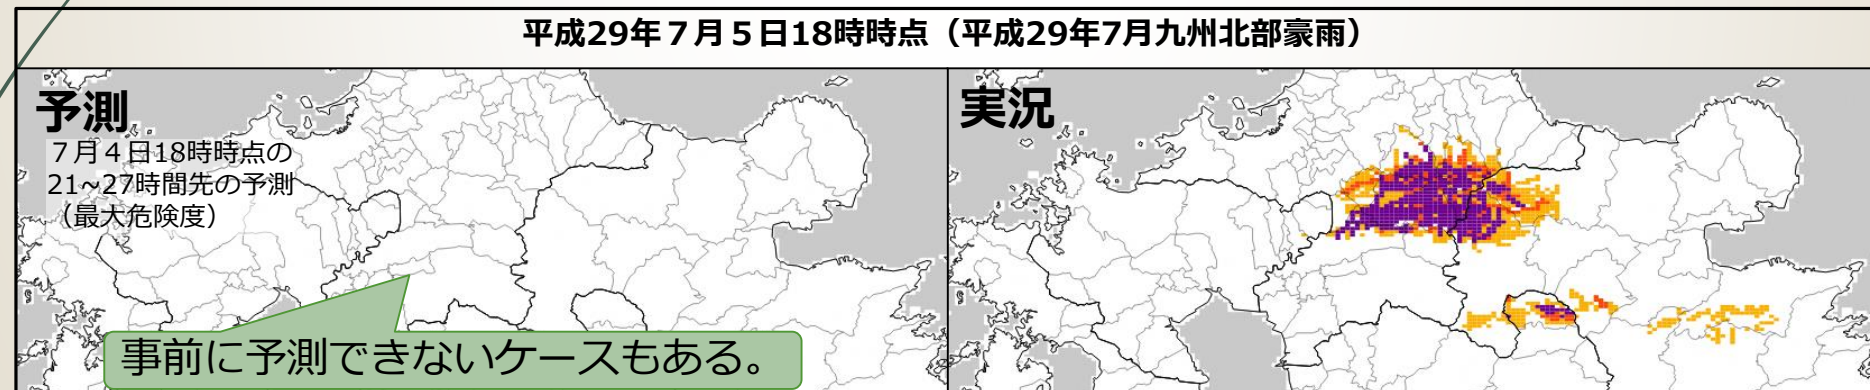 平成29年７月５日18時時点（平成29年7月九州北部豪雨）
予測
７月４日18時時点の
21~27時間先の予測
（最大危険度）
事前に予測できないケースもある。
実況